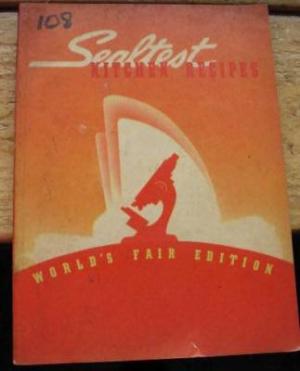 108
Sealtest
KITCHEN RECIPES
WORLD'S FAIR EDITION